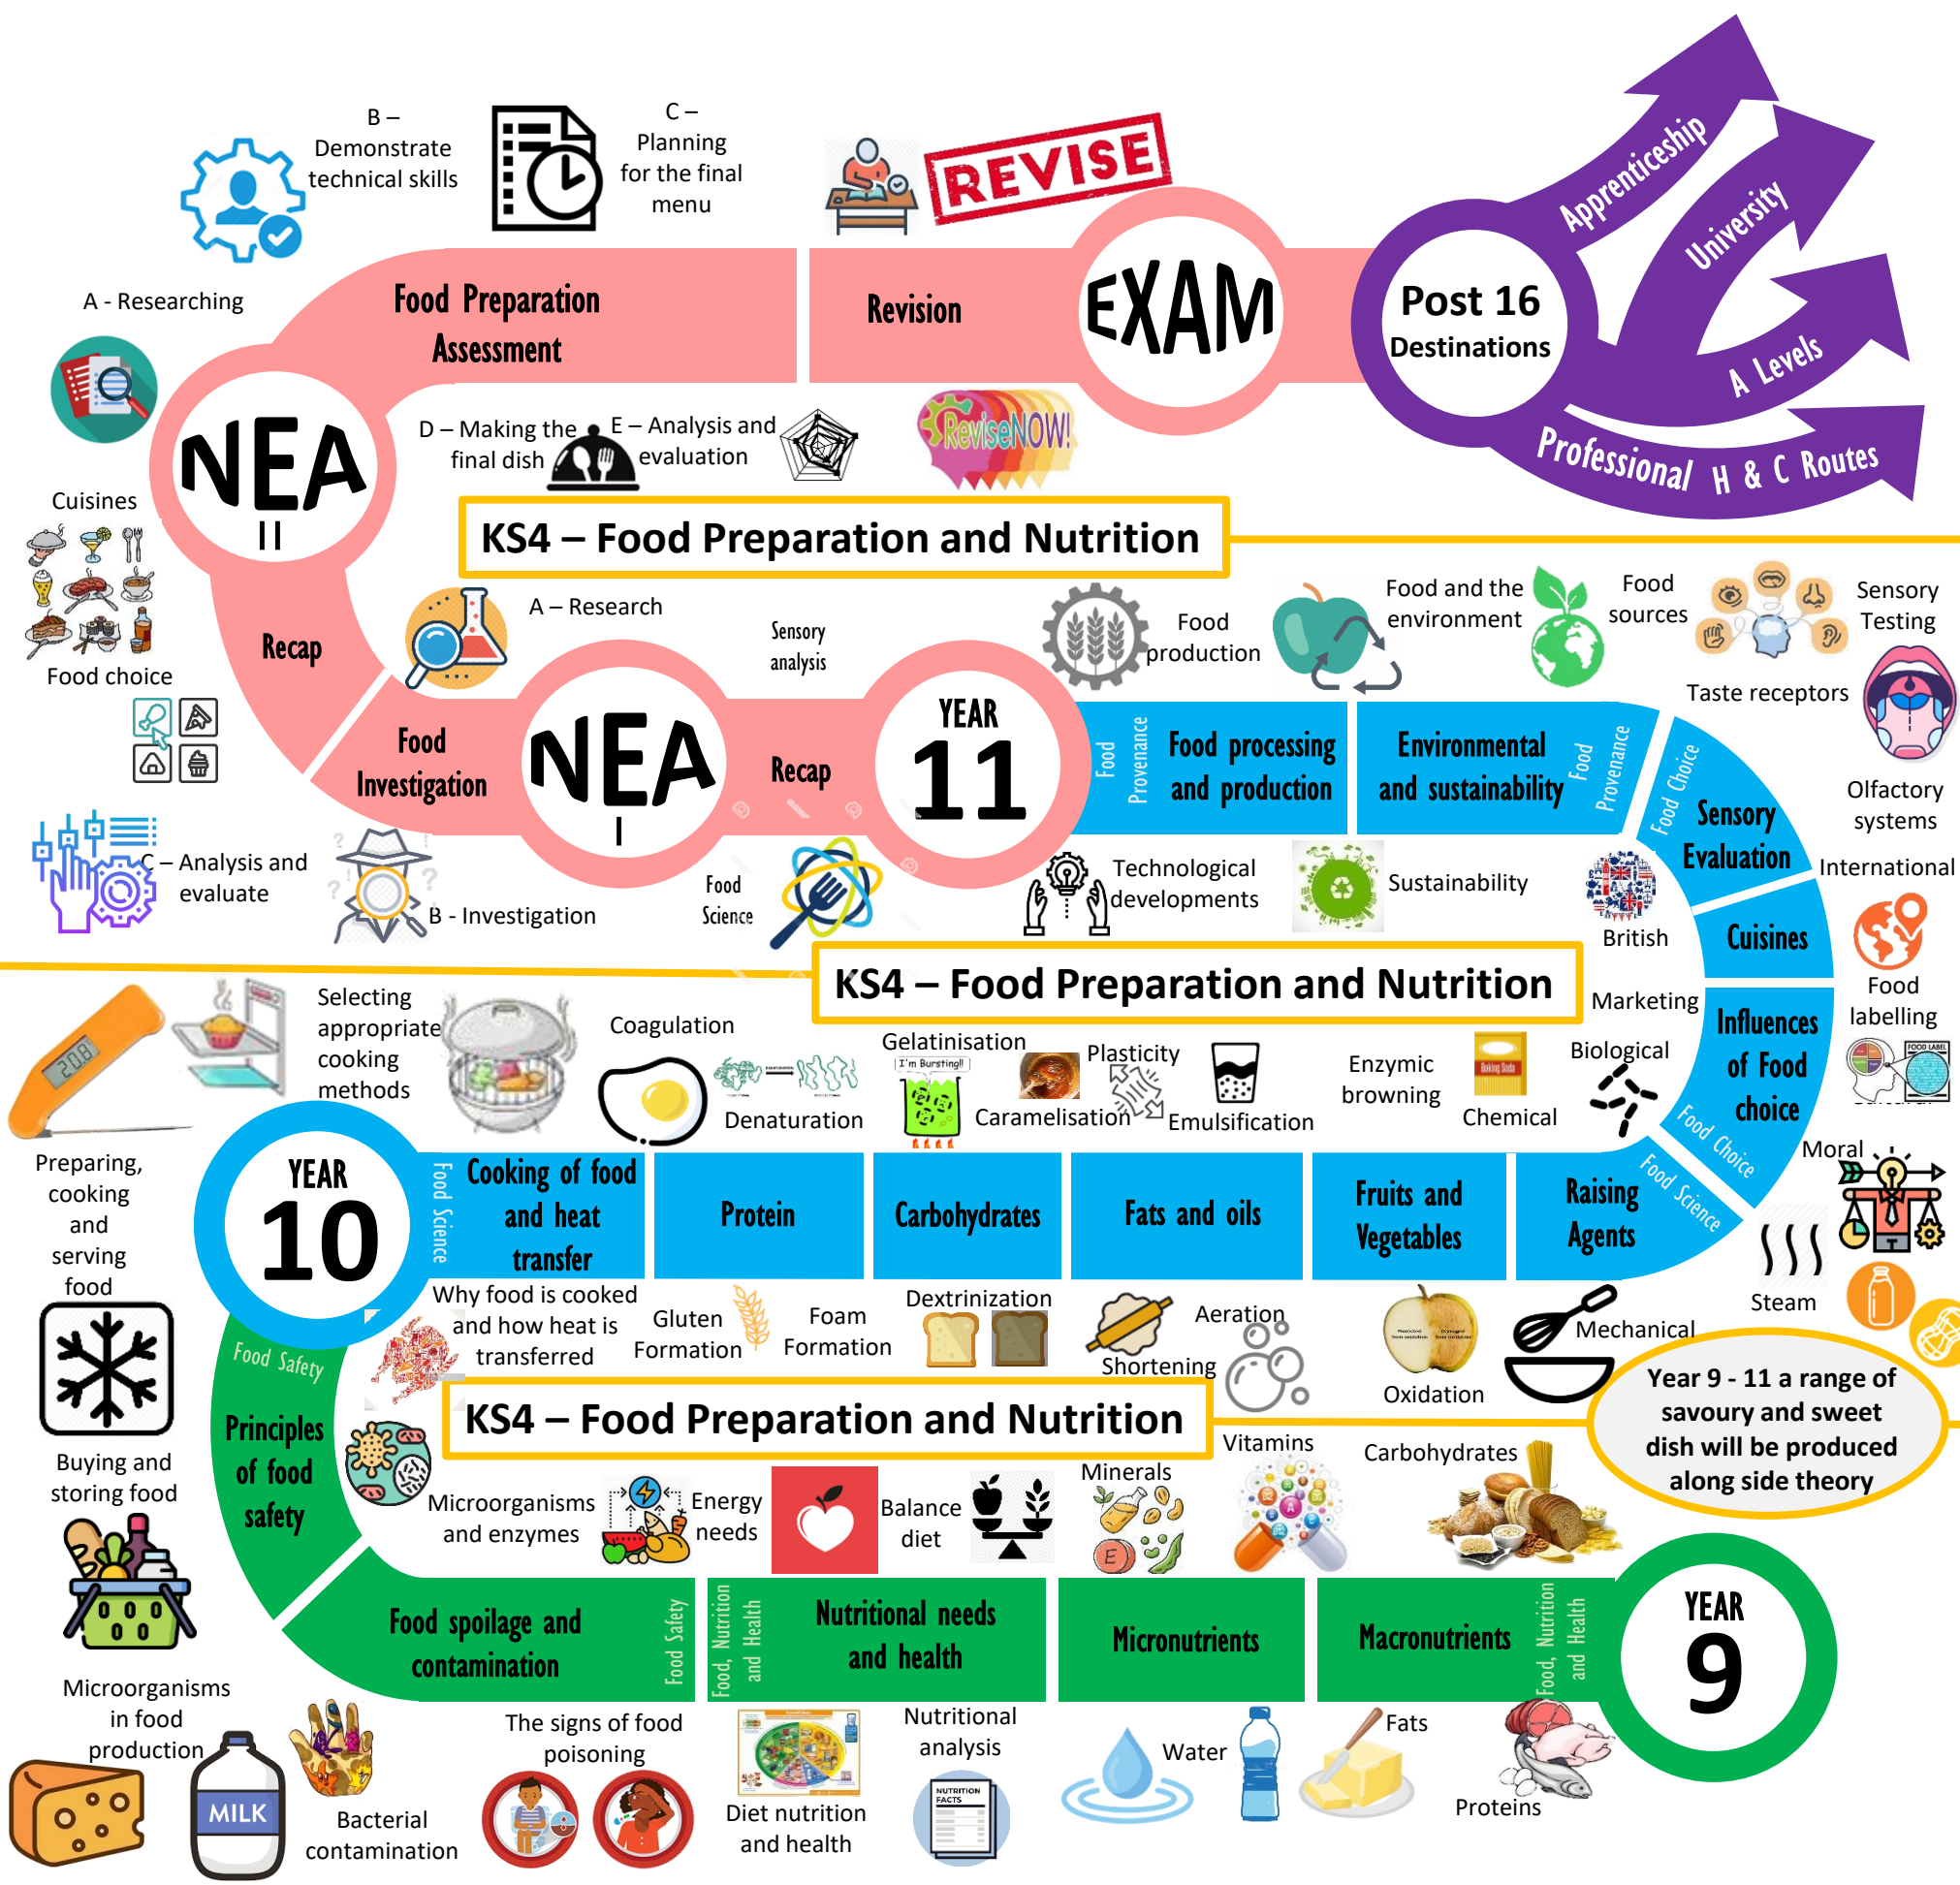 B –
Demonstrate
technical skills
C –
Planning
for the final
menu
REVISE
Apprenticeship
University
A Levels
Professional H & C Routes
Post 16
Destinations
EXAM
Revision
Food Preparation
Assessment
A - Researching
NEA
II
D – Making the
final dish
E – Analysis and
evaluation
ReviseNOW!
KS4 – Food Preparation and Nutrition
Cuisines
Food choice
Recap
A – Research
Sensory
analysis
Food
Investigation
NEA
I
Recap
YEAR
11
C – Analysis and
evaluate
B - Investigation
Food
Science
Food
production
Food and the
environment
Food
sources
Sensory
Testing
Taste receptors
Olfactory
systems
Food
Provenance
Food processing
and production
Environmental
and sustainability
Food
Provenance
Food Choice
Sensory
Evaluation
Technological
developments
Sustainability
British
International
Cuisines
KS4 – Food Preparation and Nutrition
Marketing
Food
labelling
FOOD LABEL
Influences
of Food
choice
Food Choice
Biological
Moral
20.8
Selecting
appropriate
cooking
methods
Coagulation
Denaturation
Gelatinisation
I'm Bursting!!
Caramelisation
Plasticity
Emulsification
Enzymic
browning
Baking Soda
Chemical
Preparing,
cooking
and
serving
food
YEAR
10
Food Science
Cooking of food
and heat
transfer
Protein
Carbohydrates
Fats and oils
Fruits and
Vegetables
Raising
Agents
Food Science
Steam
Why food is cooked
and how heat is
transferred
Gluten
Formation
Foam
Formation
Dextrinization
Shortening
Aeration
Oxidation
Mechanical
Year 9 - 11 a range of
savoury and sweet
dish will be produced
along side theory
KS4 – Food Preparation and Nutrition
Food Safety
Principles
of food
safety
Buying and
storing food
Microorganisms
and enzymes
Energy
needs
Balance
diet
Minerals
E
Vitamins
A
Carbohydrates
Food spoilage and
contamination
Food Safety
Food, Nutrition
and Health
Nutritional needs
and health
Micronutrients
Macronutrients
Food, Nutrition
and Health
YEAR
9
Microorganisms
in food
production
MILK
Bacterial
contamination
The signs of food
poisoning
Diet nutrition
and health
Nutritional
analysis
NUTRITION
FACTS
Water
Fats
Proteins